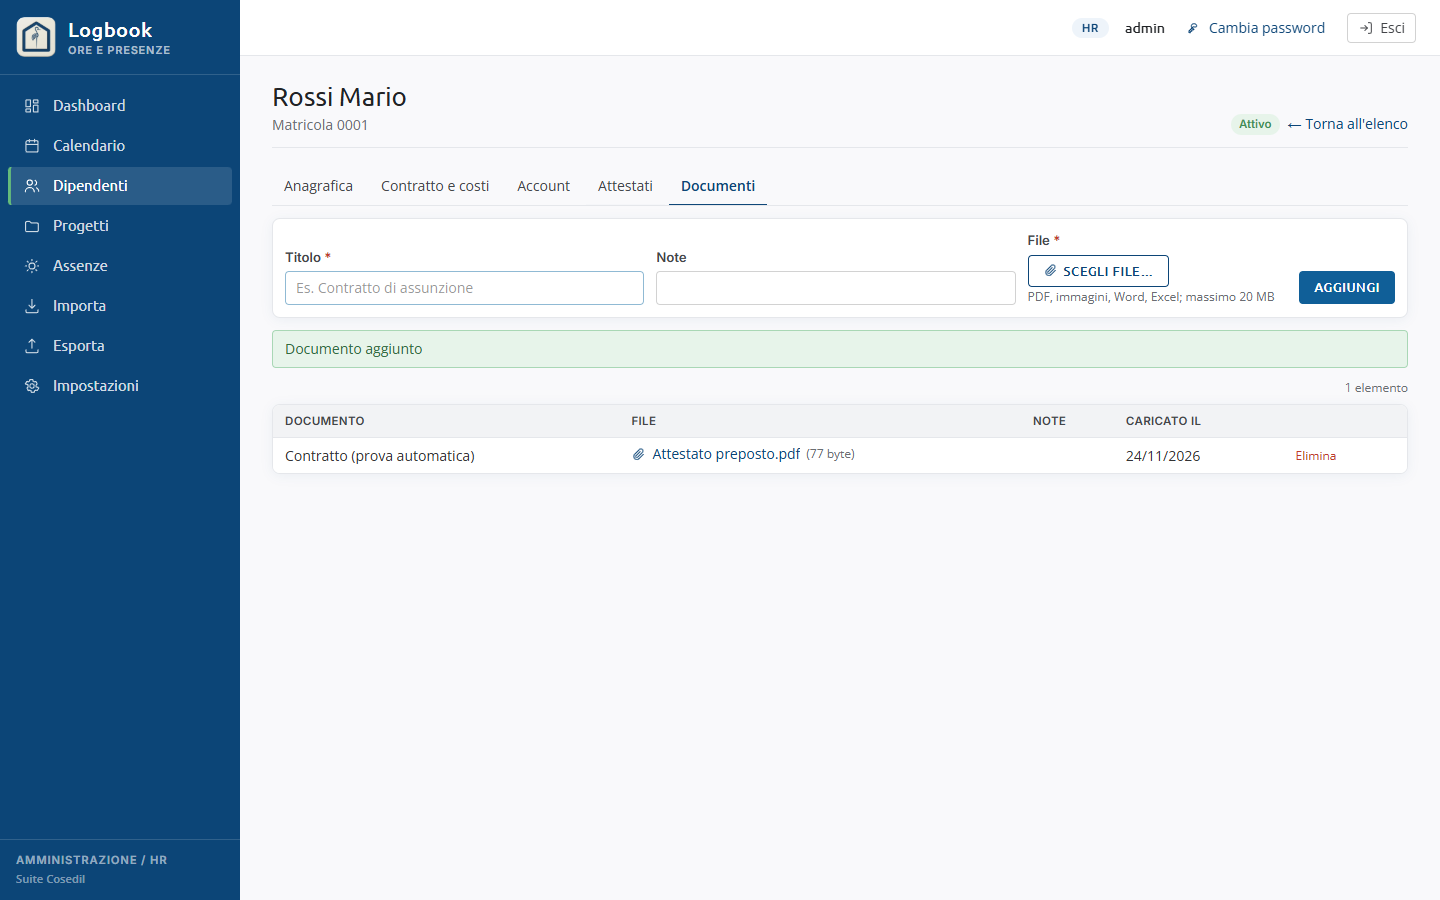 Logbook
ORE E PRESENZE
Dashboard
Calendario
Dipendenti
Progetti
Assenze
Importa
Esporta
Impostazioni
AMMINISTRAZIONE / HR
Suite Cosedil
HR admin Cambia password Esci
Rossi Mario
Matricola 0001
Attivo ← Torna all'elenco
Anagrafica Contratto e costi Account Attestati Documenti
Titolo * Note File *
Es. Contratto di assunzione SCEGLI FILE... AGGIUNGI
PDF, immagini, Word, Excel; massimo 20 MB
Documento aggiunto
1 elemento
DOCUMENTO FILE NOTE CARICATO IL
Contratto (prova automatica) Attestato preposto.pdf (77 byte) 24/11/2026 Elimina